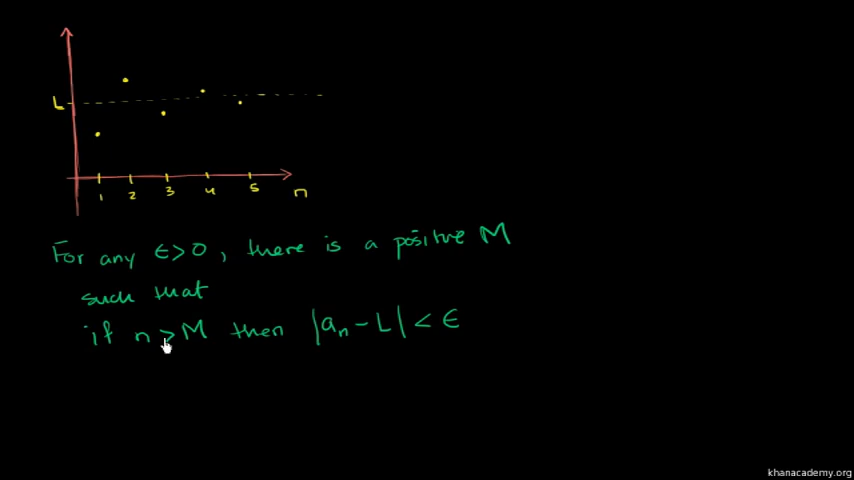 L
1 2 3 4 5 n
For any ϵ>0, there is a positive M
such that
if n>M then |aₙ-L|<ϵ
khanacademy.org